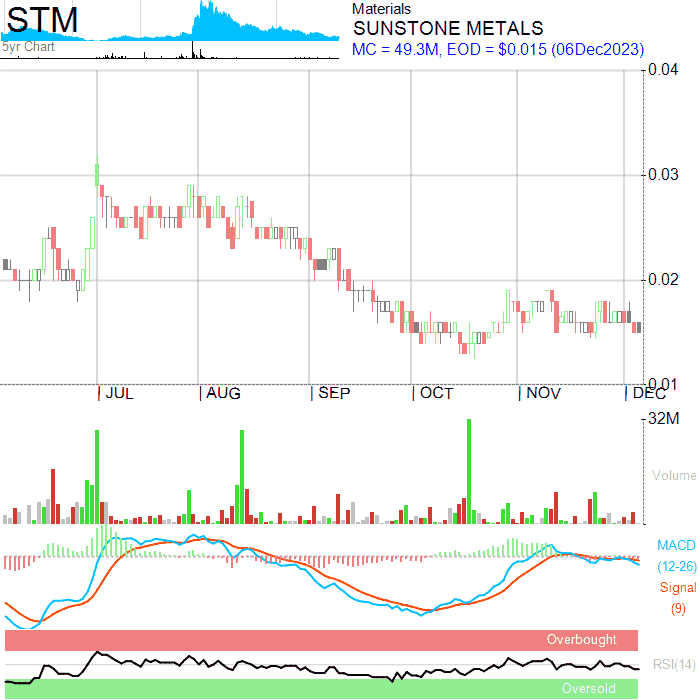 STM
5yr Chart
Materials
SUNSTONE METALS
MC = 49.3M, EOD = $0.015 (06Dec2023)
0.04
0.03
0.02
0.01
JUL AUG SEP OCT NOV DEC
32M
Volume
MACD
(12-26)
Signal
(9)
Overbought
RSI(14)
Oversold